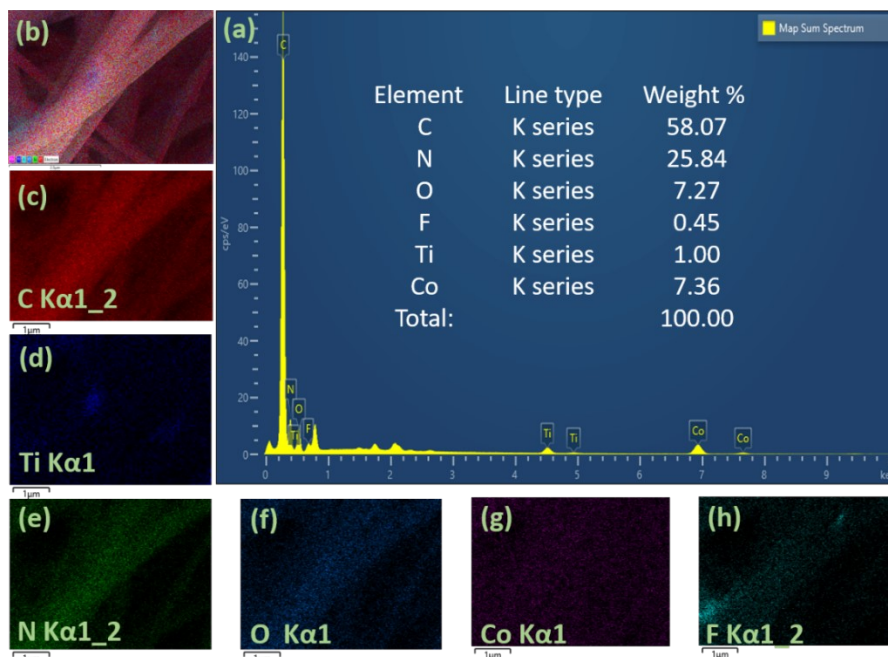 (b)
(a)
Map Sum Spectrum
C
140
120
100
80
60
40
20
0
cps/eV
Element Line type Weight %
C K series 58.07
N K series 25.84
O K series 7.27
F K series 0.45
Ti K series 1.00
Co K series 7.36
Total: 100.00
N
O
Ti
F
Ti
Ti
Co
Co
0 1 2 3 4 5 6 7 8 9
(c)
C Kα1_2
1µm
(d)
Ti Kα1
1µm
(e)
N Kα1_2
1µm
(f)
O Kα1
1µm
(g)
Co Kα1
1µm
(h)
F Kα1_2
1µm